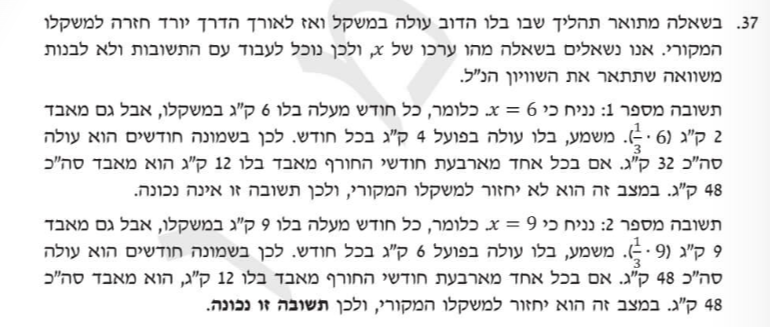 37. בשאלה מתואר תהליך שבו בלו הדוב עולה במשקל ואז לאורך הדרך יורד חזרה למשקלו
המקורי. אנו נשאלים בשאלה מהו ערכו של x, ולכן נוכל לעבוד עם התשובות ולא לבנות
משוואה שתתאר את השוויון הנ"ל.
תשובה מספר 1: נניח כי x = 6. כלומר, כל חודש מעלה בלו 6 ק"ג במשקלו, אבל גם מאבד
2 ק"ג (6 · 1/3). משמע, בלו עולה בפועל 4 ק"ג בכל חודש. לכן בשמונה חודשים הוא עולה
סה"כ 32 ק"ג. אם בכל אחד מארבעת חודשי החורף מאבד בלו 12 ק"ג הוא מאבד סה"כ
48 ק"ג. במצב זה הוא לא יחזור למשקלו המקורי, ולכן תשובה זו אינה נכונה.
תשובה מספר 2: נניח כי x = 9. כלומר, כל חודש מעלה בלו 9 ק"ג במשקלו, אבל גם מאבד
9 ק"ג (9 · 1/3). משמע, בלו עולה בפועל 6 ק"ג בכל חודש. לכן בשמונה חודשים הוא עולה
סה"כ 48 ק"ג. אם בכל אחד מארבעת חודשי החורף מאבד בלו 12 ק"ג, הוא מאבד סה"כ
48 ק"ג. במצב זה הוא יחזור למשקלו המקורי, ולכן תשובה זו נכונה.